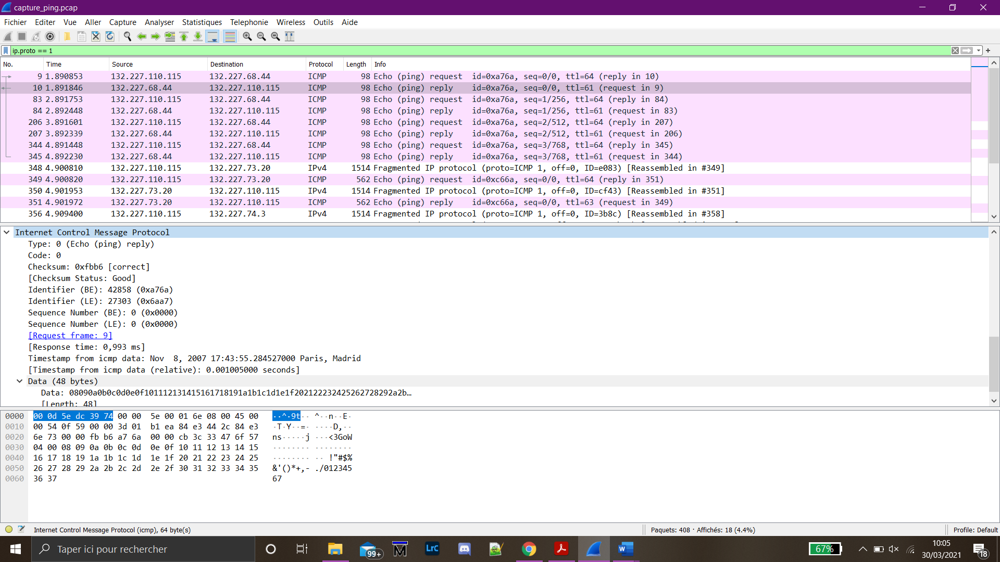 capture_ping.pcap
Fichier Editer Vue Aller Capture Analyser Statistiques Telephonie Wireless Outils Aide
ip.proto == 1
No. Time Source Destination Protocol Length Info
9 1.890853 132.227.110.115 132.227.68.44 ICMP 98 Echo (ping) request id=0xa76a, seq=0/0, ttl=64 (reply in 10)
10 1.891846 132.227.68.44 132.227.110.115 ICMP 98 Echo (ping) reply id=0xa76a, seq=0/0, ttl=61 (request in 9)
83 2.891753 132.227.110.115 132.227.68.44 ICMP 98 Echo (ping) request id=0xa76a, seq=1/256, ttl=64 (reply in 84)
84 2.892448 132.227.68.44 132.227.110.115 ICMP 98 Echo (ping) reply id=0xa76a, seq=1/256, ttl=61 (request in 83)
206 3.891601 132.227.110.115 132.227.68.44 ICMP 98 Echo (ping) request id=0xa76a, seq=2/512, ttl=64 (reply in 207)
207 3.892339 132.227.68.44 132.227.110.115 ICMP 98 Echo (ping) reply id=0xa76a, seq=2/512, ttl=61 (request in 206)
344 4.891448 132.227.110.115 132.227.68.44 ICMP 98 Echo (ping) request id=0xa76a, seq=3/768, ttl=64 (reply in 345)
345 4.892230 132.227.68.44 132.227.110.115 ICMP 98 Echo (ping) reply id=0xa76a, seq=3/768, ttl=61 (request in 344)
348 4.900810 132.227.110.115 132.227.73.20 IPv4 1514 Fragmented IP protocol (proto=ICMP 1, off=0, ID=e083) [Reassembled in #349]
349 4.900820 132.227.110.115 132.227.73.20 ICMP 562 Echo (ping) request id=0xc66a, seq=0/0, ttl=64 (reply in 351)
350 4.901953 132.227.73.20 132.227.110.115 IPv4 1514 Fragmented IP protocol (proto=ICMP 1, off=0, ID=cf43) [Reassembled in #351]
351 4.901972 132.227.73.20 132.227.110.115 ICMP 562 Echo (ping) reply id=0xc66a, seq=0/0, ttl=63 (request in 349)
356 4.909400 132.227.110.115 132.227.74.3 IPv4 1514 Fragmented IP protocol (proto=ICMP 1, off=0, ID=3b8c) [Reassembled in #358]
Internet Control Message Protocol
Type: 0 (Echo (ping) reply)
Code: 0
Checksum: 0xfbb6 [correct]
[Checksum Status: Good]
Identifier (BE): 42858 (0xa76a)
Identifier (LE): 27303 (0x6aa7)
Sequence Number (BE): 0 (0x0000)
Sequence Number (LE): 0 (0x0000)
[Request frame: 9]
[Response time: 0,993 ms]
Timestamp from icmp data: Nov  8, 2007 17:43:55.284527000 Paris, Madrid
[Timestamp from icmp data (relative): 0.001005000 seconds]
Data (48 bytes)
Data: 08090a0b0c0d0e0f101112131415161718191a1b1c1d1e1f202122232425262728292a2b…
[Length: 48]
0000 00 0d 5e dc 39 74 00 00 5e 00 01 6e 08 00 45 00 ··^·9t·· ^··n··E·
0010 00 54 0f 59 00 00 3d 01 b1 ea 84 e3 44 2c 84 e3 ·T·Y··=· ····D,··
0020 6e 73 00 00 fb b6 a7 6a 00 00 cb 3c 33 47 6f 57 ns·····j ···<3GoW
0030 04 00 08 09 0a 0b 0c 0d 0e 0f 10 11 12 13 14 15 ········ ········
0040 16 17 18 19 1a 1b 1c 1d 1e 1f 20 21 22 23 24 25 ········ ·· !"#$%
0050 26 27 28 29 2a 2b 2c 2d 2e 2f 30 31 32 33 34 35 &'()*+,- ./012345
0060 36 37 67
Internet Control Message Protocol (icmp), 64 byte(s) Paquets: 408 · Affichés: 18 (4.4%) Profile: Default
Taper ici pour rechercher 99+ M LrC W 67% 10:05
30/03/2021 18